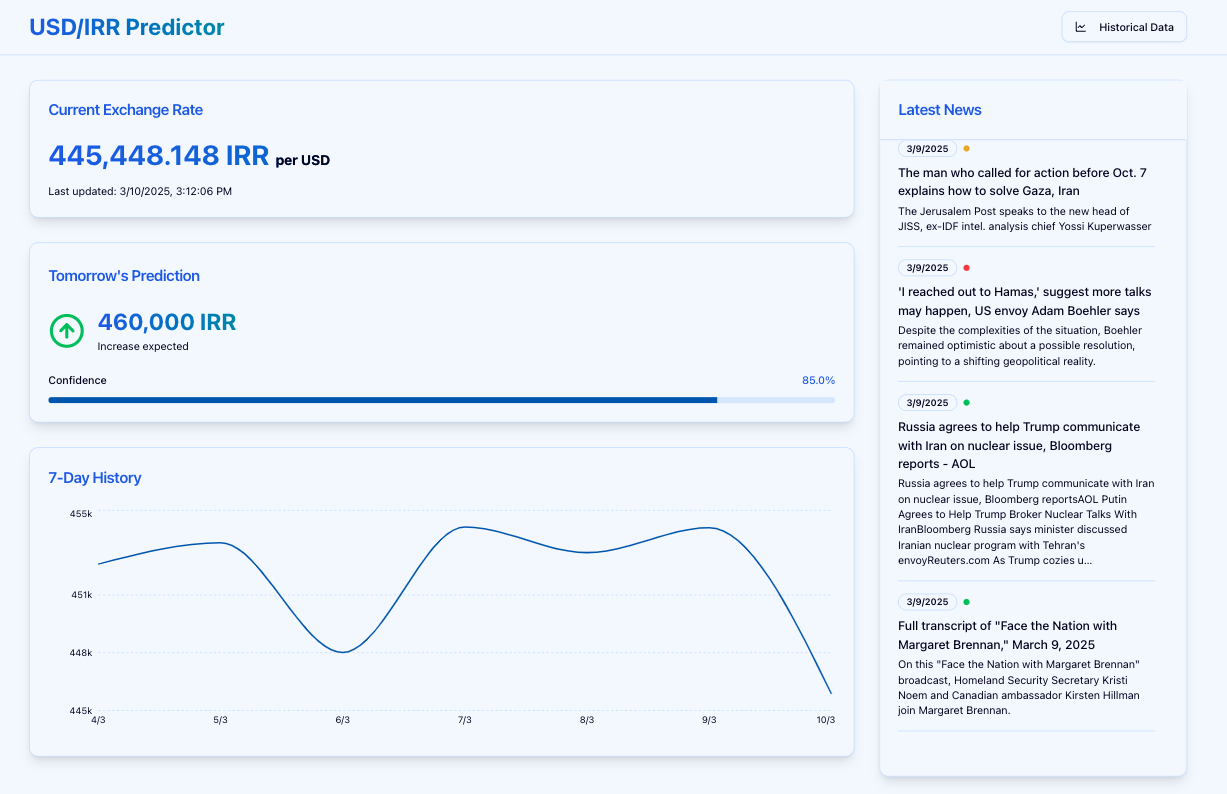 USD/IRR Predictor
Historical Data
Current Exchange Rate
445,448.148 IRR per USD
Last updated: 3/10/2025, 3:12:06 PM
Tomorrow's Prediction
460,000 IRR
Increase expected
Confidence
85.0%
7-Day History
455k
451k
448k
445k
4/3
5/3
6/3
7/3
8/3
9/3
10/3
Latest News
3/9/2025
The man who called for action before Oct. 7
explains how to solve Gaza, Iran
The Jerusalem Post speaks to the new head of
JISS, ex-IDF intel. analysis chief Yossi Kuperwasser
3/9/2025
'I reached out to Hamas,' suggest more talks
may happen, US envoy Adam Boehler says
Despite the complexities of the situation, Boehler
remained optimistic about a possible resolution,
pointing to a shifting geopolitical reality.
3/9/2025
Russia agrees to help Trump communicate
with Iran on nuclear issue, Bloomberg
reports - AOL
Russia agrees to help Trump communicate with Iran
on nuclear issue, Bloomberg reportsAOL Putin
Agrees to Help Trump Broker Nuclear Talks With
IranBloomberg Russia says minister discussed
Iranian nuclear program with Tehran's
envoyReuters.com As Trump cozies u...
3/9/2025
Full transcript of "Face the Nation with
Margaret Brennan," March 9, 2025
On this "Face the Nation with Margaret Brennan"
broadcast, Homeland Security Secretary Kristi
Noem and Canadian ambassador Kirsten Hillman
join Margaret Brennan.